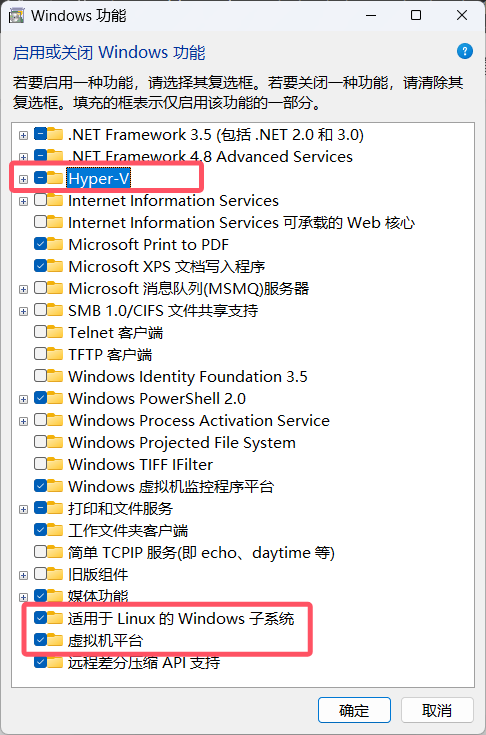 Windows 功能
启用或关闭 Windows 功能
若要启用一种功能，请选择其复选框。若要关闭一种功能，请清除其
复选框。填充的框表示仅启用该功能的一部分。
.NET Framework 3.5 (包括 .NET 2.0 和 3.0)
.NET Framework 4.8 Advanced Services
Hyper-V
Internet Information Services
Internet Information Services 可承载的 Web 核心
Microsoft Print to PDF
Microsoft XPS 文档写入程序
Microsoft 消息队列(MSMQ)服务器
SMB 1.0/CIFS 文件共享支持
Telnet 客户端
TFTP 客户端
Windows Identity Foundation 3.5
Windows PowerShell 2.0
Windows Process Activation Service
Windows Projected File System
Windows TIFF IFilter
Windows 虚拟机监控程序平台
打印和文件服务
工作文件夹客户端
简单 TCPIP 服务(即 echo、daytime 等)
旧版组件
媒体功能
适用于 Linux 的 Windows 子系统
虚拟机平台
远程差分压缩 API 支持
确定
取消